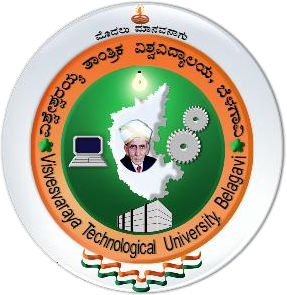 ಮೊದಲು ಮಾನವನಾಗು
ವಿಶ್ವೇಶ್ವರಯ್ಯ ತಾಂತ್ರಿಕ ವಿಶ್ವವಿದ್ಯಾಲಯ, ಬೆಳಗಾವಿ
Visvesvaraya Technological University, Belagavi